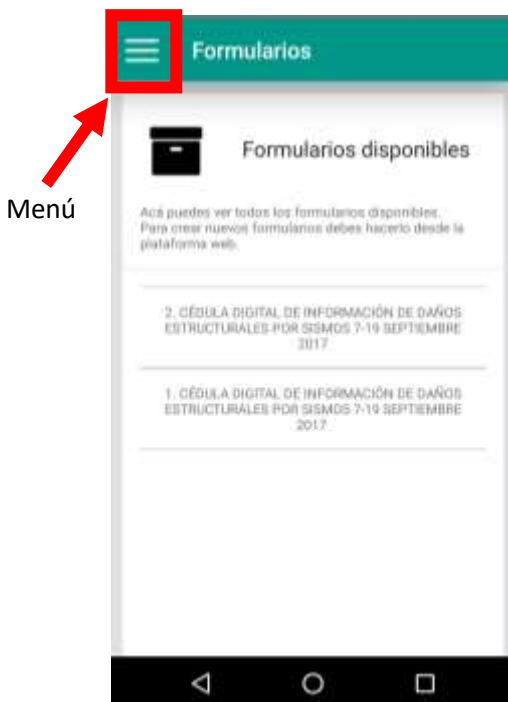 Formularios
Formularios disponibles
Menú
Acá puedes ver todos los formularios disponibles.
Para crear nuevos formularios debes hacerlo desde la
plataforma web.
2. CÉDULA DIGITAL DE INFORMACIÓN DE DAÑOS
ESTRUCTURALES POR SISMOS 7-19 SEPTIEMBRE
2017
1. CÉDULA DIGITAL DE INFORMACIÓN DE DAÑOS
ESTRUCTURALES POR SISMOS 7-19 SEPTIEMBRE
2017